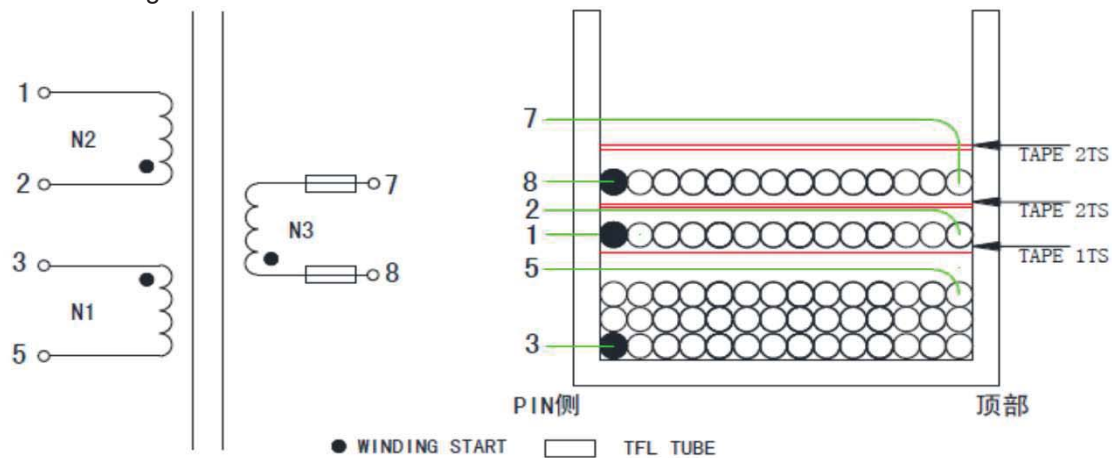 1
N2
2
3
N1
5
7
N3
8
7
TAPE 2TS
8
TAPE 2TS
2
1
TAPE 1TS
5
3
PIN侧
顶部
WINDING START
TFL TUBE